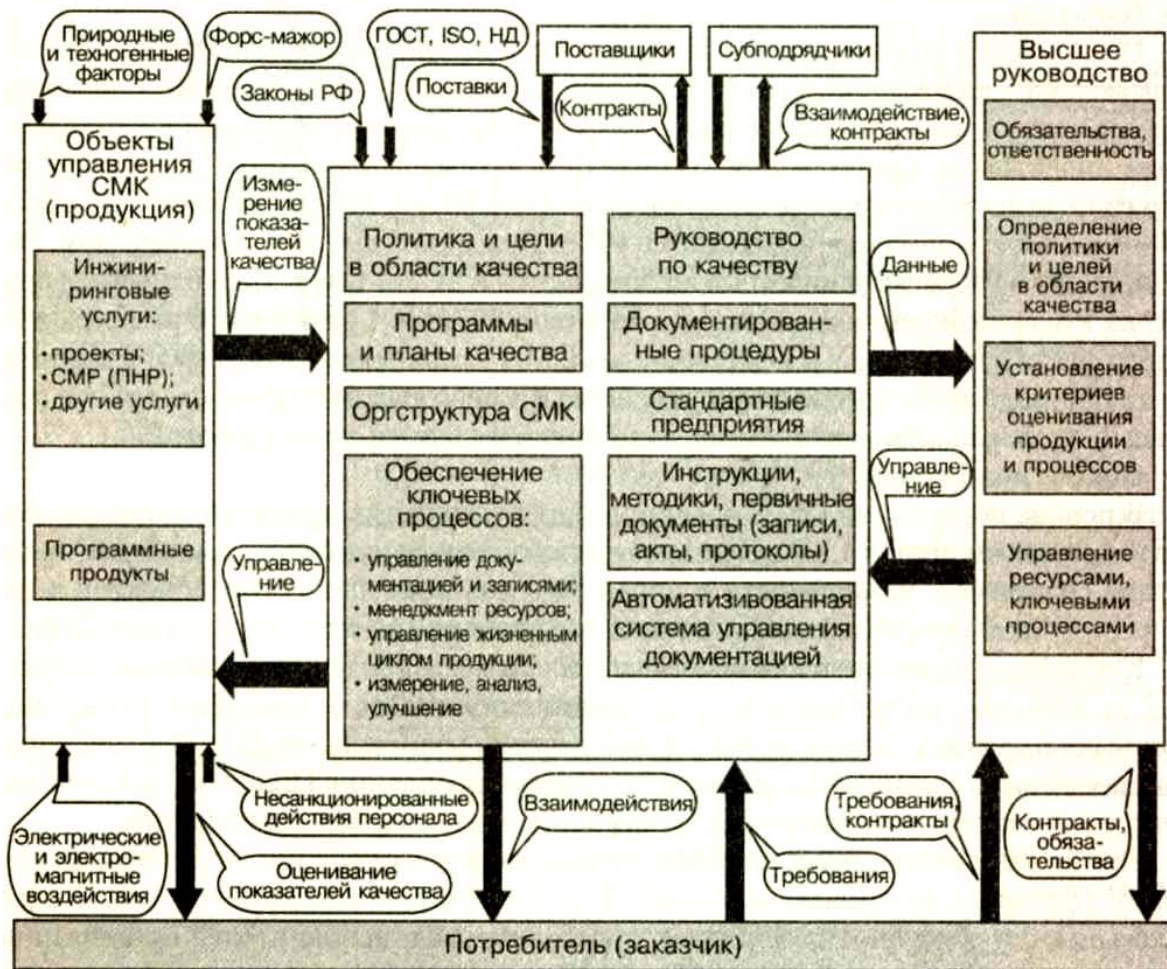 Природные
и техногенные
факторы
Форс-мажор
ГОСТ, ISO, НД
Законы РФ
Поставки
Поставщики
Контракты
Субподрядчики
Взаимодействие,
контракты
Объекты
управления
СМК
(продукция)
Инжини-
ринговые
услуги:
• проекты;
• СМР (ПНР);
• другие услуги
Программные
продукты
Изме-
рение
показа-
телей
качества
Управле-
ние
Политика и цели
в области качества
Программы
и планы качества
Оргструктура СМК
Обеспечение
ключевых
процессов:
• управление доку-
ментацией и записями;
• менеджмент ресурсов;
• управление жизненным
циклом продукции;
• измерение, анализ,
улучшение
Руководство
по качеству
Документирован-
ные процедуры
Стандартные
предприятия
Инструкции,
методики, первичные
документы (записи,
акты, протоколы)
Автоматизивованная
система управления
документацией
Данные
Управле-
ние
Высшее
руководство
Обязательства,
ответственность
Определение
политики
и целей
в области
качества
Установление
критериев
оценивания
продукции
и процессов
Управление
ресурсами,
ключевыми
процессами
Электрические
и электро-
магнитные
воздействия
Несанкционированные
действия персонала
Оценивание
показателей качества
Взаимодействия
Требования
Требования,
контракты
Контракты,
обяза-
тельства
Потребитель (заказчик)